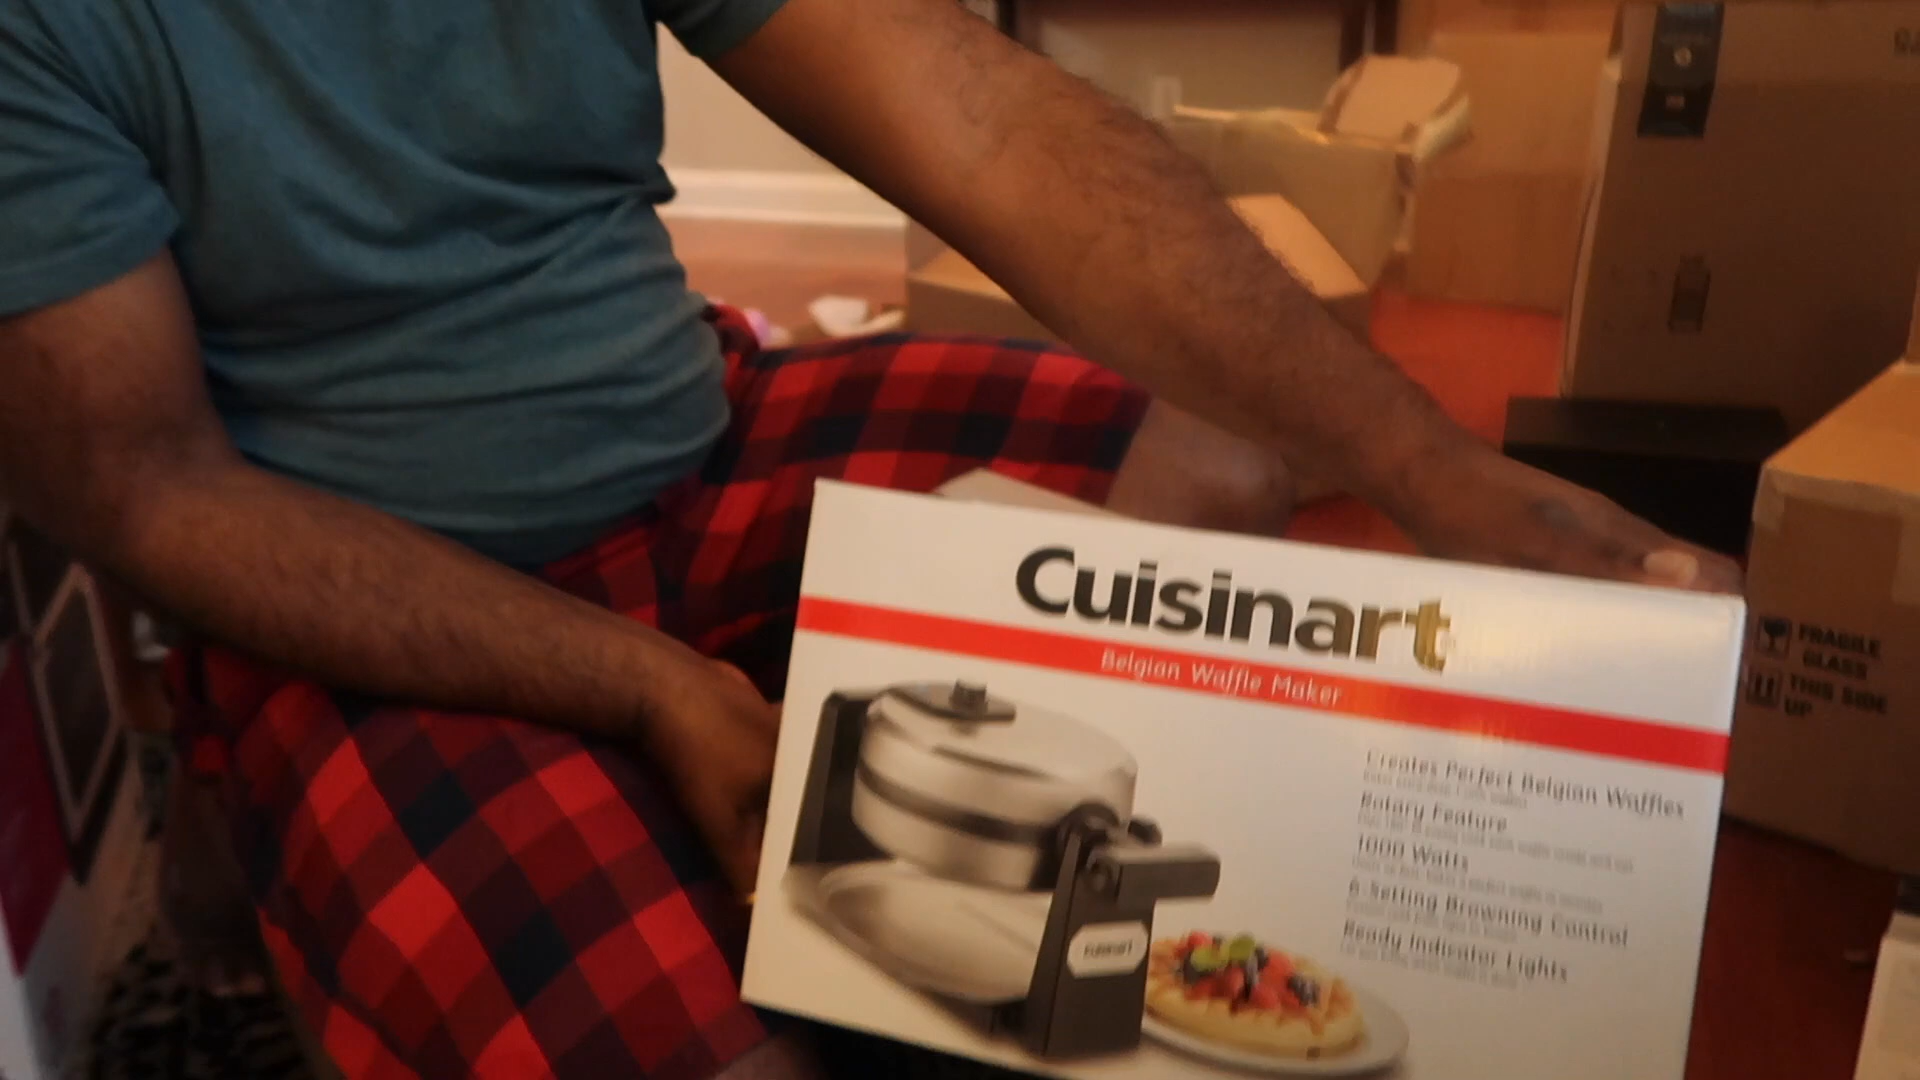 Cuisinart
Belgian Waffle Maker
Creates Perfect Belgian Waffles
Rotary Feature
1000 Watts
6 Setting Browning Control
Ready Indicator Lights
Cuisinart
FRAGILE
GLASS
THIS SIDE
UP